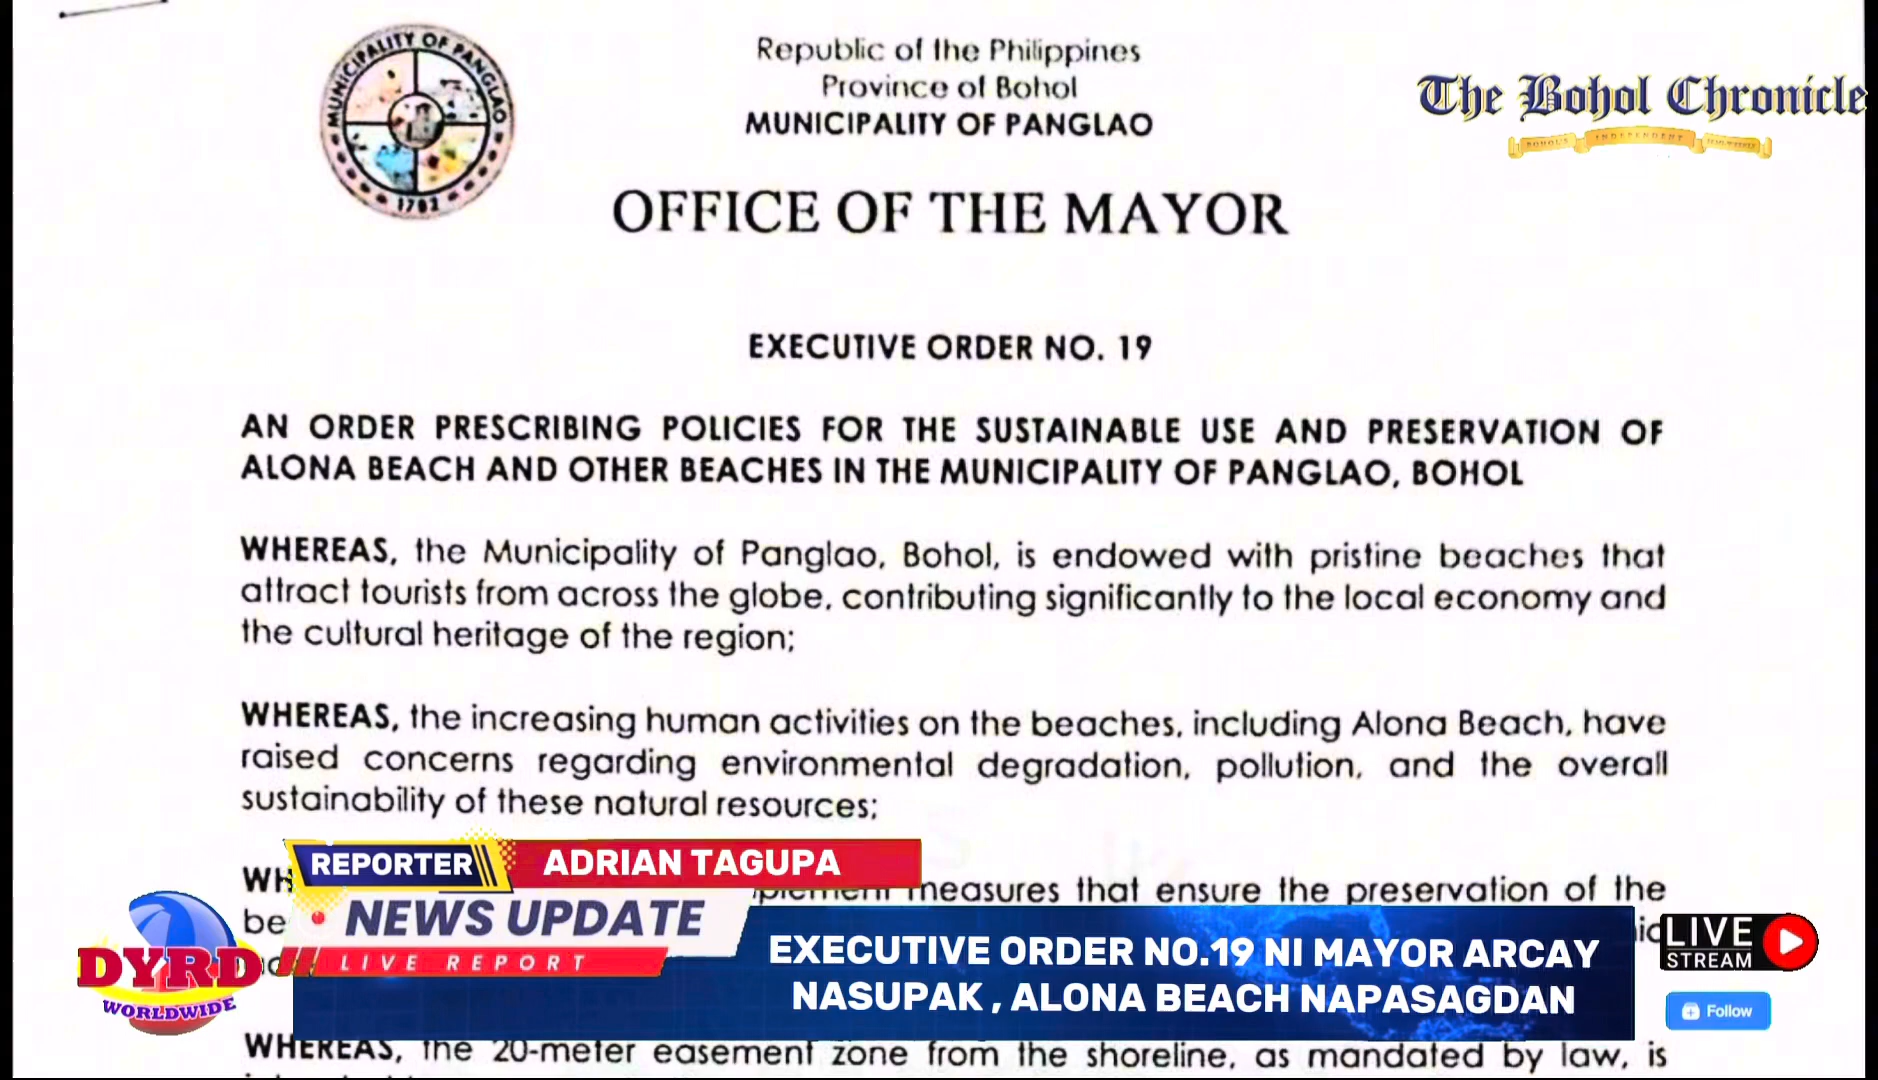 MUNICIPALITY OF PANGLAO
1782
Republic of the Philippines
Province of Bohol
MUNICIPALITY OF PANGLAO
OFFICE OF THE MAYOR
The Bohol Chronicle
BOHOL'S INDEPENDENT
EXECUTIVE ORDER NO. 19
AN ORDER PRESCRIBING POLICIES FOR THE SUSTAINABLE USE AND PRESERVATION OF
ALONA BEACH AND OTHER BEACHES IN THE MUNICIPALITY OF PANGLAO, BOHOL
WHEREAS, the Municipality of Panglao, Bohol, is endowed with pristine beaches that
attract tourists from across the globe, contributing significantly to the local economy and
the cultural heritage of the region;
WHEREAS, the increasing human activities on the beaches, including Alona Beach, have
raised concerns regarding environmental degradation, pollution, and the overall
sustainability of these natural resources;
measures that ensure the preservation of the
be
REPORTER ADRIAN TAGUPA
NEWS UPDATE
LIVE REPORT
EXECUTIVE ORDER NO.19 NI MAYOR ARCAY
NASUPAK , ALONA BEACH NAPASAGDAN
DYRD
WORLDWIDE
LIVE
STREAM
Follow
WHEREAS, the 20-meter easement zone from the shoreline, as mandated by law, is